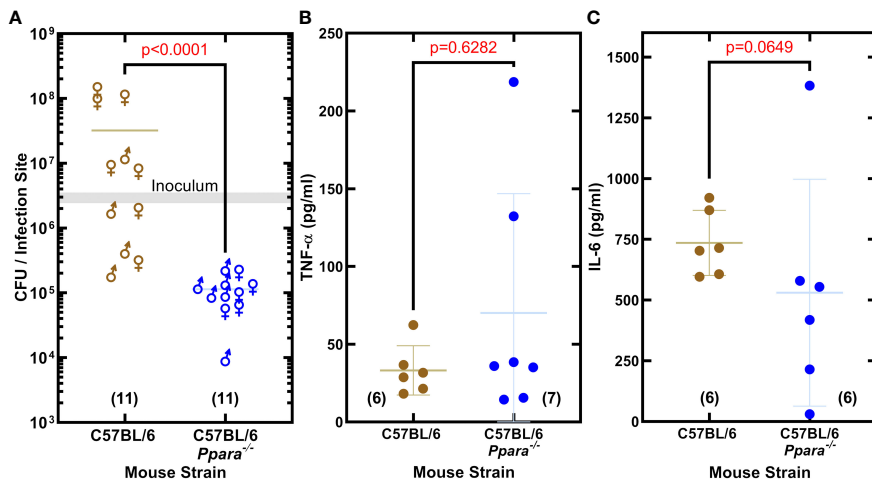 A
CFU / Infection Site
10⁹
10⁸
10⁷
10⁶
10⁵
10⁴
10³
p<0.0001
Inoculum
(11)
(11)
C57BL/6
C57BL/6
Ppara⁻/⁻
Mouse Strain
B
TNF-α (pg/ml)
250
200
150
100
50
0
p=0.6282
(6)
(7)
C57BL/6
C57BL/6
Ppara⁻/⁻
Mouse Strain
C
IL-6 (pg/ml)
1500
1250
1000
750
500
250
0
p=0.0649
(6)
(6)
C57BL/6
C57BL/6
Ppara⁻/⁻
Mouse Strain